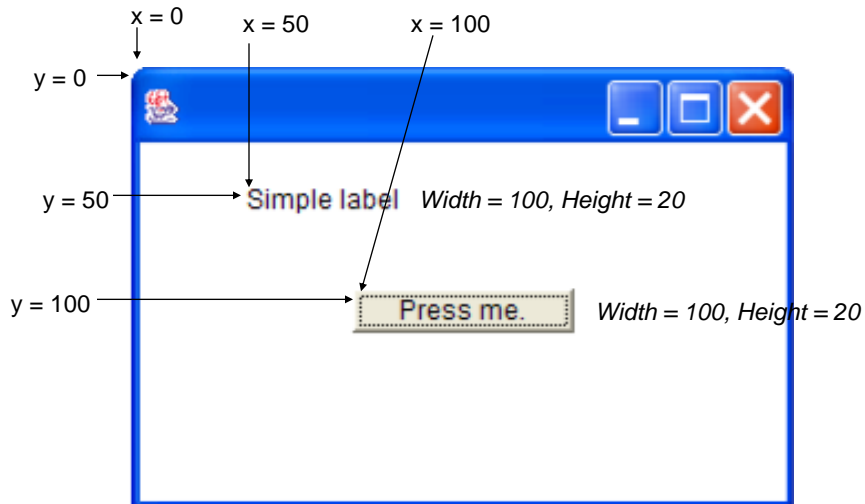 x = 0
x = 50
x = 100
y = 0
y = 50
Simple label
Width = 100, Height = 20
y = 100
Press me.
Width = 100, Height = 20